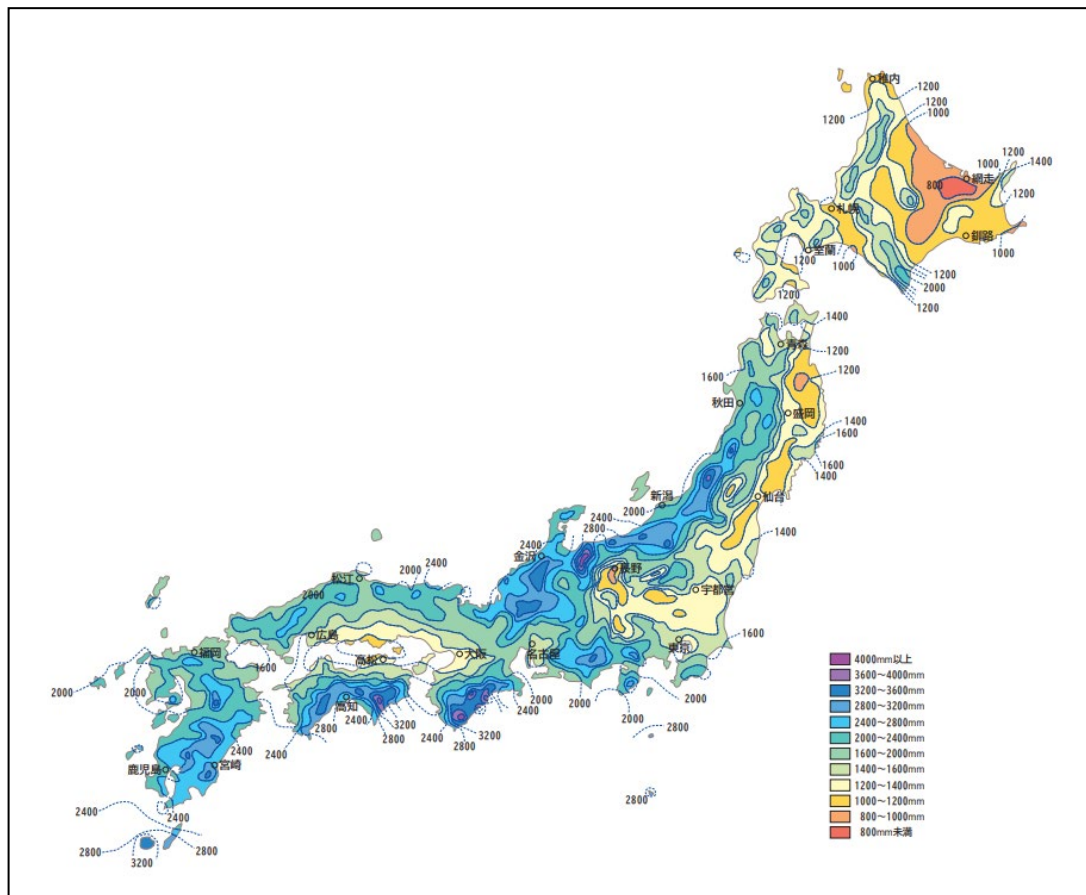 稚内
1200
1200
1200
1000
1200
1000
1400
網走
800
1200
札幌
釧路
室蘭
1200
1000
1000
1200
2000
1200
1200
1400
青森
1200
1600
1200
秋田
盛岡
1400
1600
1600
1400
新潟
仙台
2000
2400
2800
1400
2400
金沢
長野
宇都宮
松江
2000
2400
2000
広島
東京
1600
福岡
1600
高松
大阪
名古屋
2000
2000
高知
2400
3200
2800
2800
2400
2400
3200
2800
2400
2000
2000
2000
2000
2800
2400
宮崎
鹿児島
2800
2400
2400
2800
3200
2800
4000mm以上
3600~4000mm
3200~3600mm
2800~3200mm
2400~2800mm
2000~2400mm
1600~2000mm
1400~1600mm
1200~1400mm
1000~1200mm
800~1000mm
800mm未満